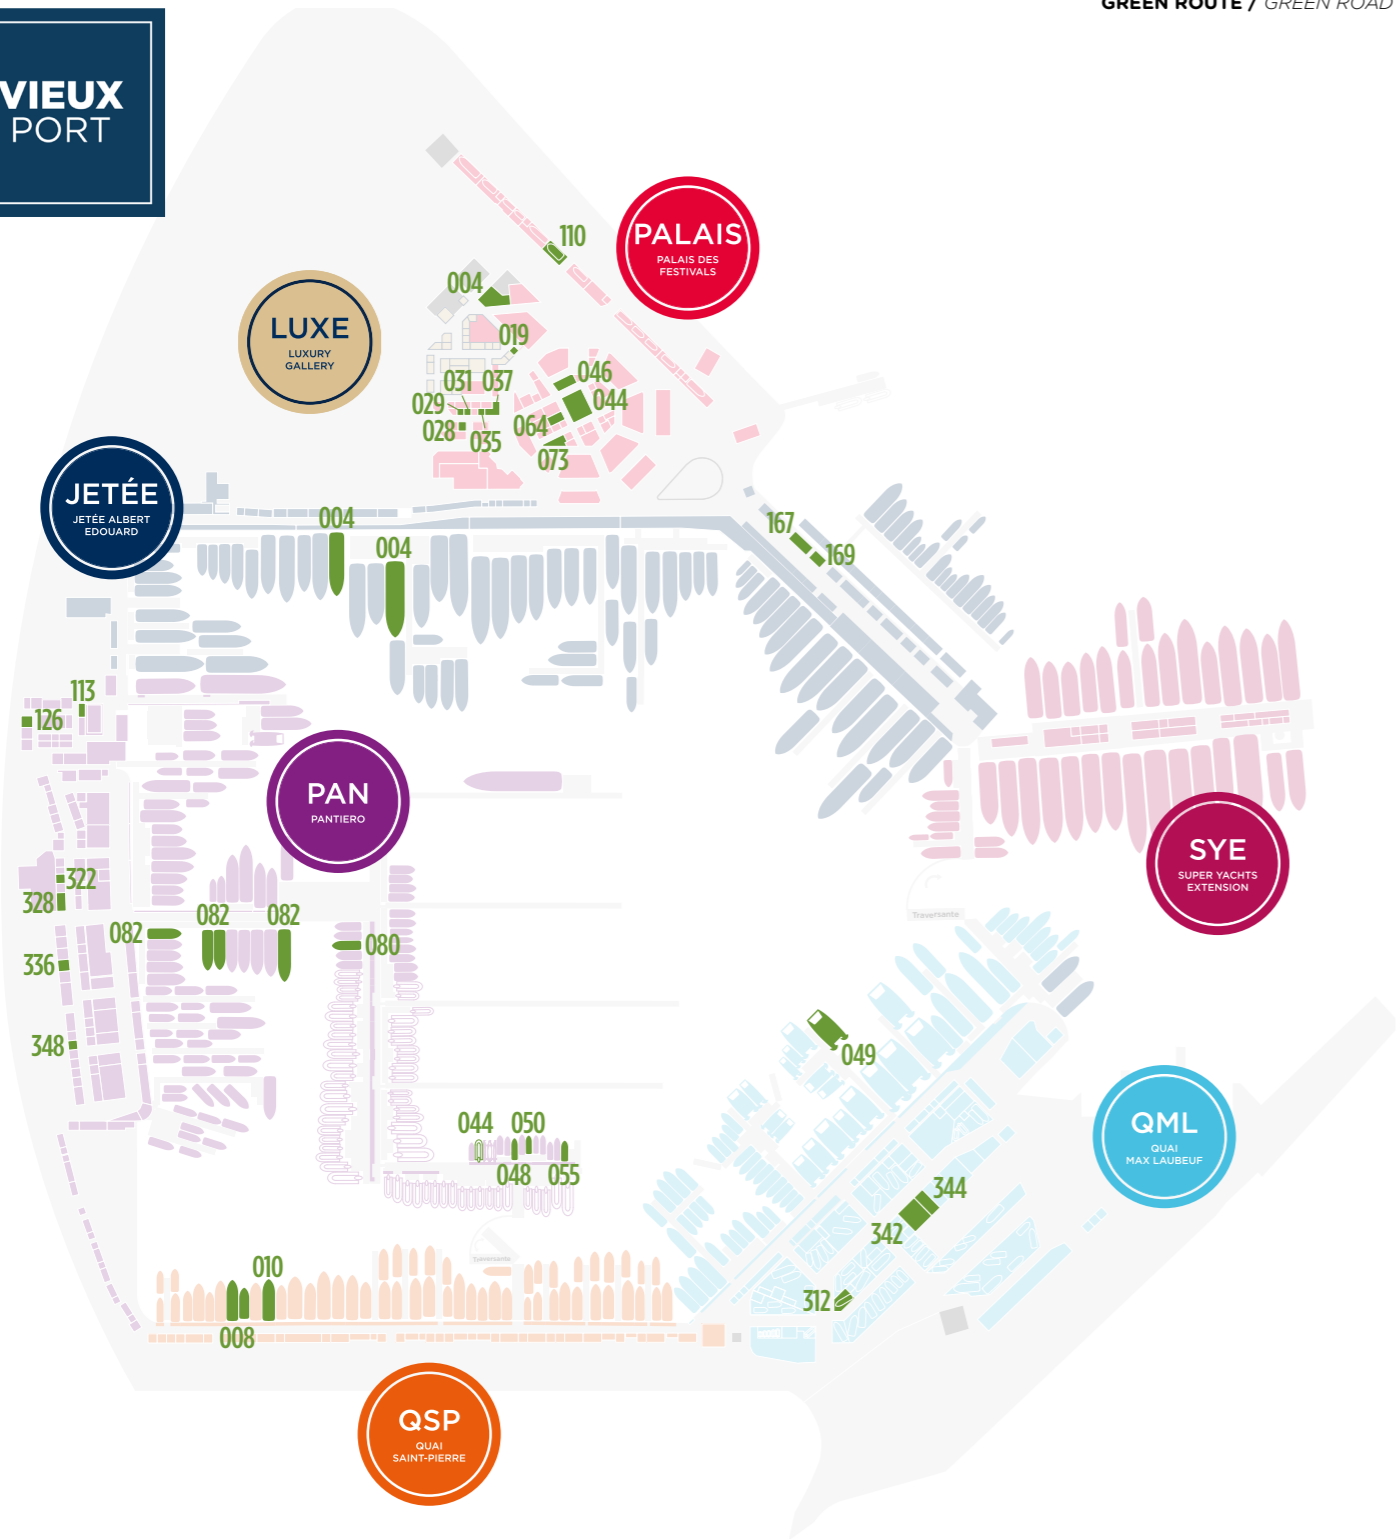 GREEN ROUTE / GREEN ROAD
VIEUX
PORT
110
PALAIS
PALAIS DES
FESTIVALS
004
LUXE
LUXURY
GALLERY
019
046
031 037
029
044
028
035
064
073
JETÉE
JETÉE ALBERT
EDOUARD
004
004
167
169
113
126
PAN
PANTIERO
SYE
SUPER YACHTS
EXTENSION
322
328
082
082
082
080
336
Traversante
348
049
044
050
048
055
QML
QUAI
MAX LAUBEUF
344
342
Traversante
010
312
008
QSP
QUAI
SAINT-PIERRE